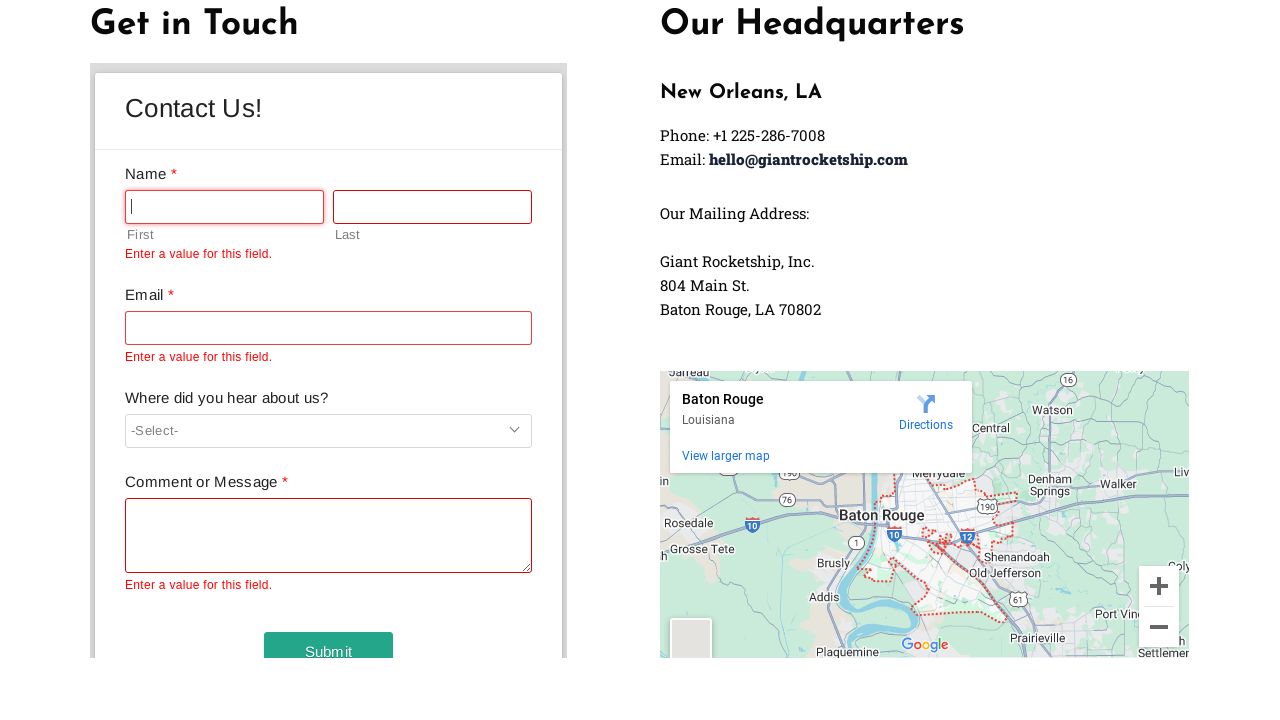 Get in Touch
Contact Us!
Name *
First
Last
Enter a value for this field.
Email *
Enter a value for this field.
Where did you hear about us?
-Select-
Comment or Message *
Enter a value for this field.
Submit
Our Headquarters
New Orleans, LA
Phone: +1 225-286-7008
Email: hello@giantrocketship.com
Our Mailing Address:
Giant Rocketship, Inc.
804 Main St.
Baton Rouge, LA 70802
Baton Rouge
Louisiana
Directions
View larger map
Jarreau
16
Watson
Central
Merrydale
Denham
Springs
Walker
190
76
190
Baton Rouge
Rosedale
10
10
12
Grosse Tete
1
Brusly
Shenandoah
Old Jefferson
Addis
61
Port Vin
Prairieville
Google
Plaquemine
Settlemen